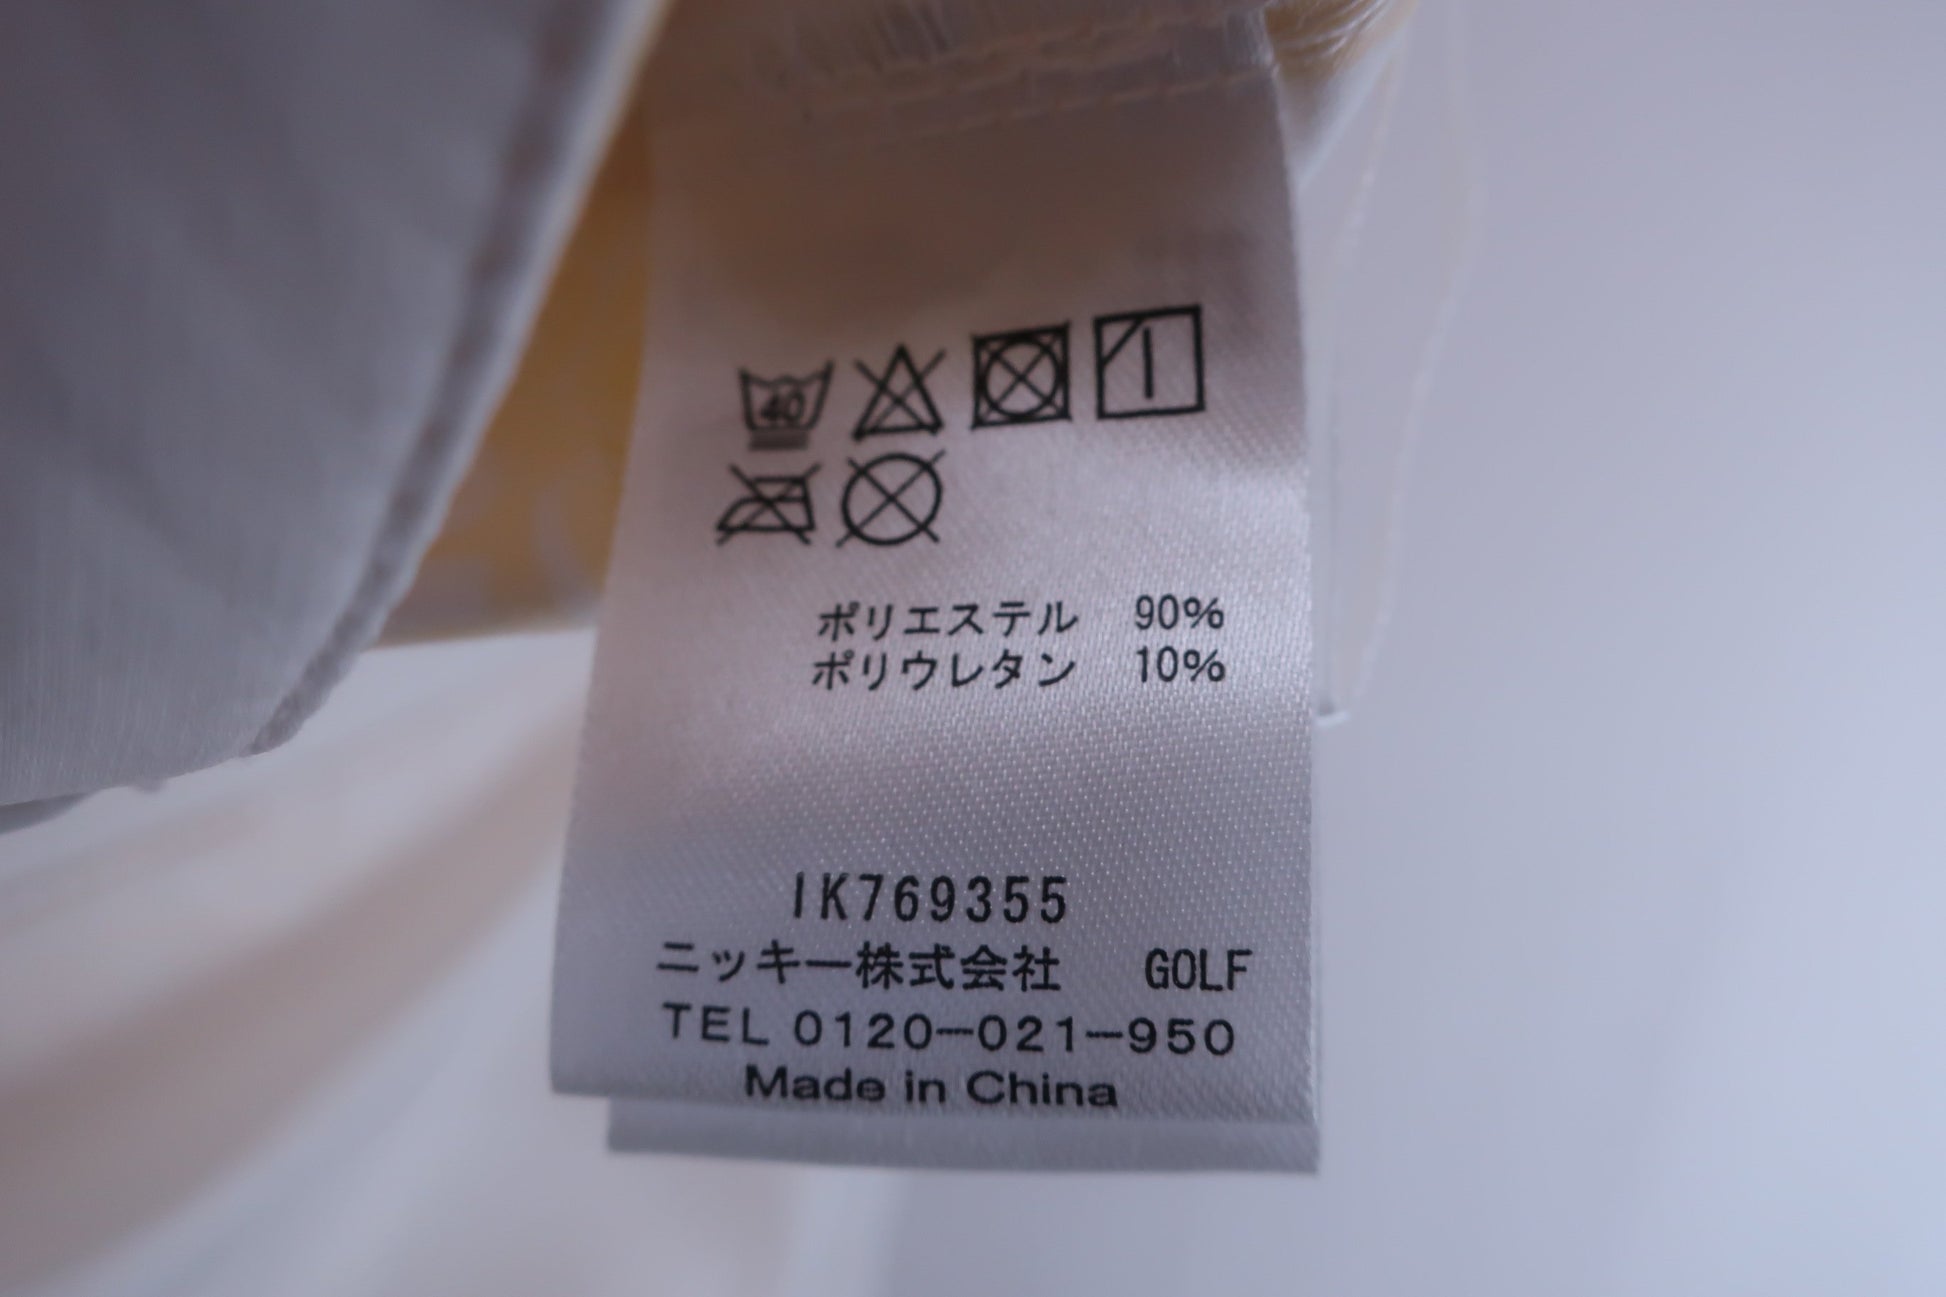 40
ポリエステル 90%
ポリウレタン 10%
IK769355
ニッキー株式会社 GOLF
TEL 0120-021-950
Made in China